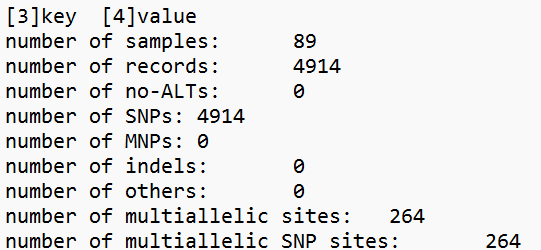 [3]key [4]value
number of samples: 89
number of records: 4914
number of no-ALTs: 0
number of SNPs: 4914
number of MNPs: 0
number of indels: 0
number of others: 0
number of multiallelic sites: 264
number of multiallelic SNP sites: 264